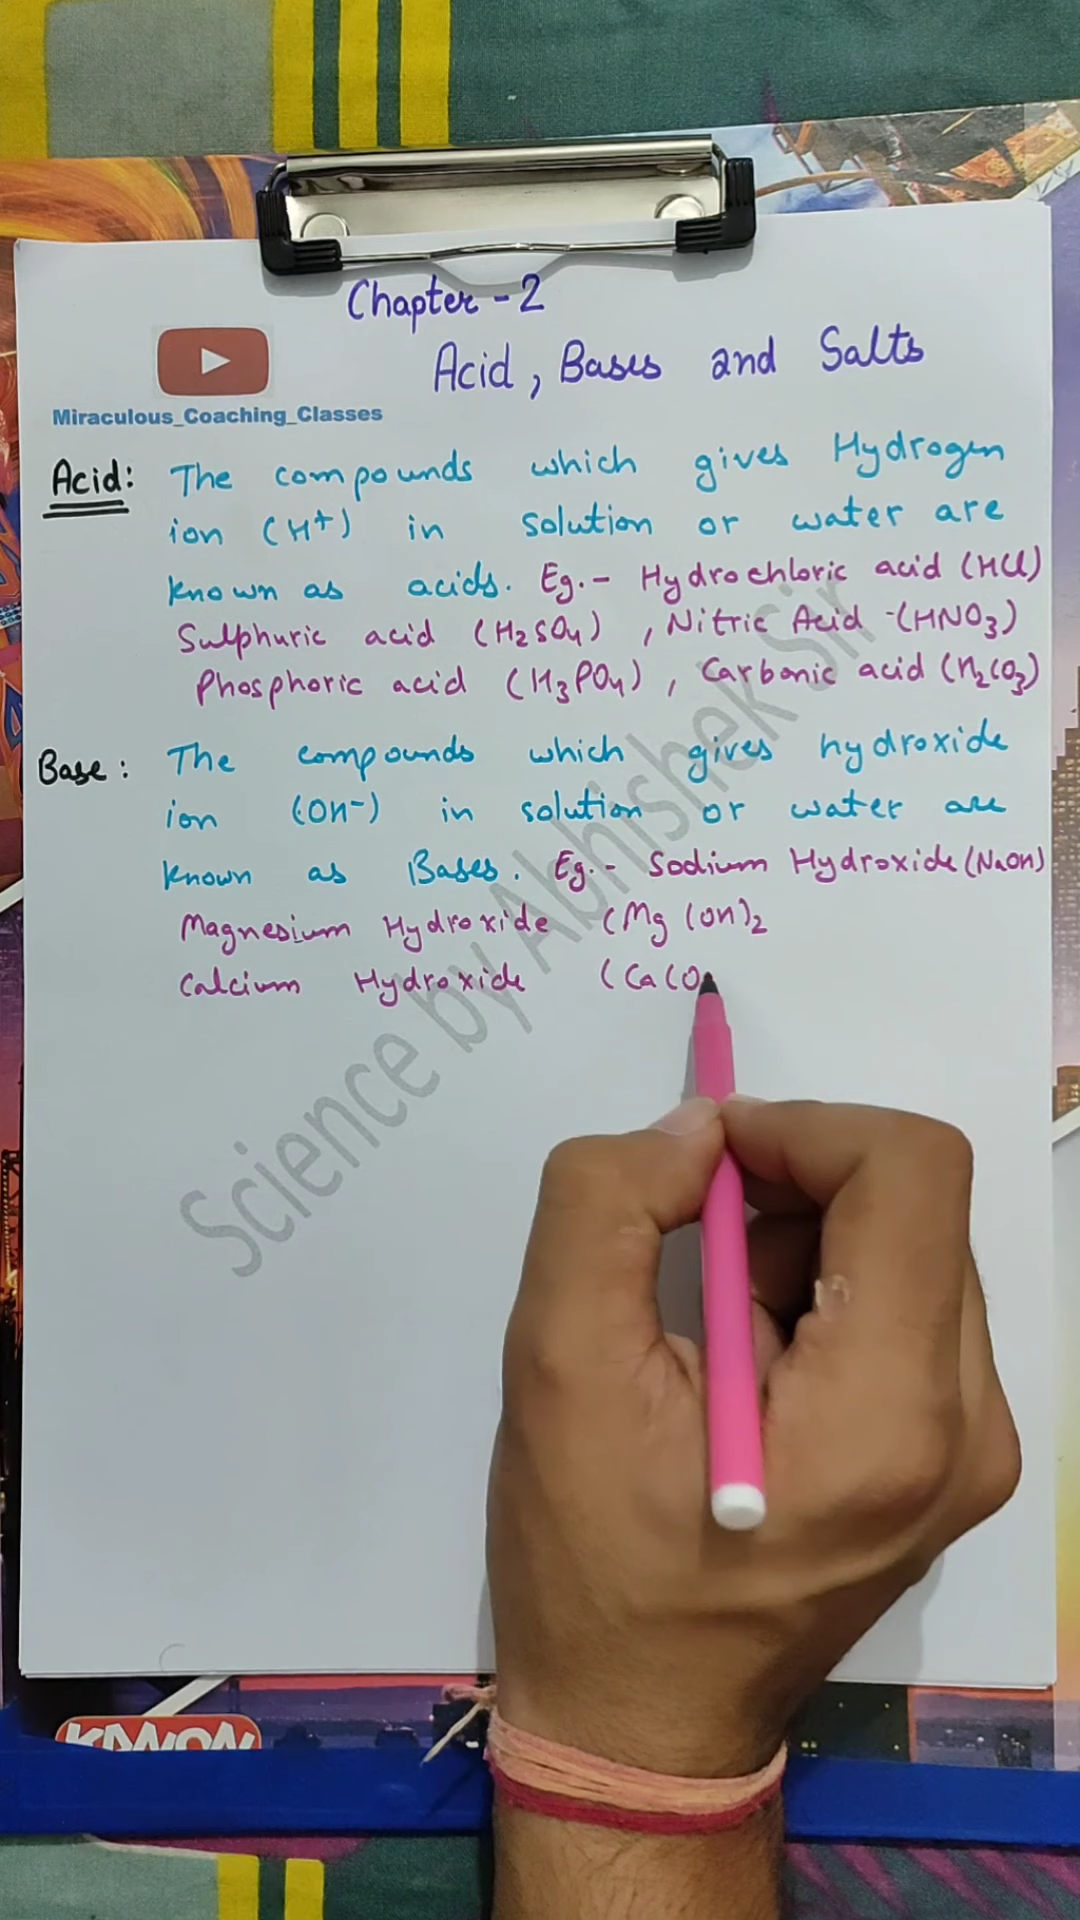 Chapter - 2
Acid, Bases and Salts
Miraculous_Coaching_Classes
Acid: The compounds which gives Hydrogen
ion (H+) in solution or water are
known as acids. Eg.- Hydrochloric acid (HCl)
Sulphuric acid (H2SO4) , Nitric Acid -(HNO3)
Phosphoric acid (H3PO4) , Carbonic acid (H2CO3)
Base: The compounds which gives hydroxide
ion (OH-) in solution or water are
known as Bases. Eg.- Sodium Hydroxide (NaOH)
Magnesium Hydroxide (Mg(OH)2
Calcium Hydroxide (Ca(O
Science by Abhishek Sir
KANON